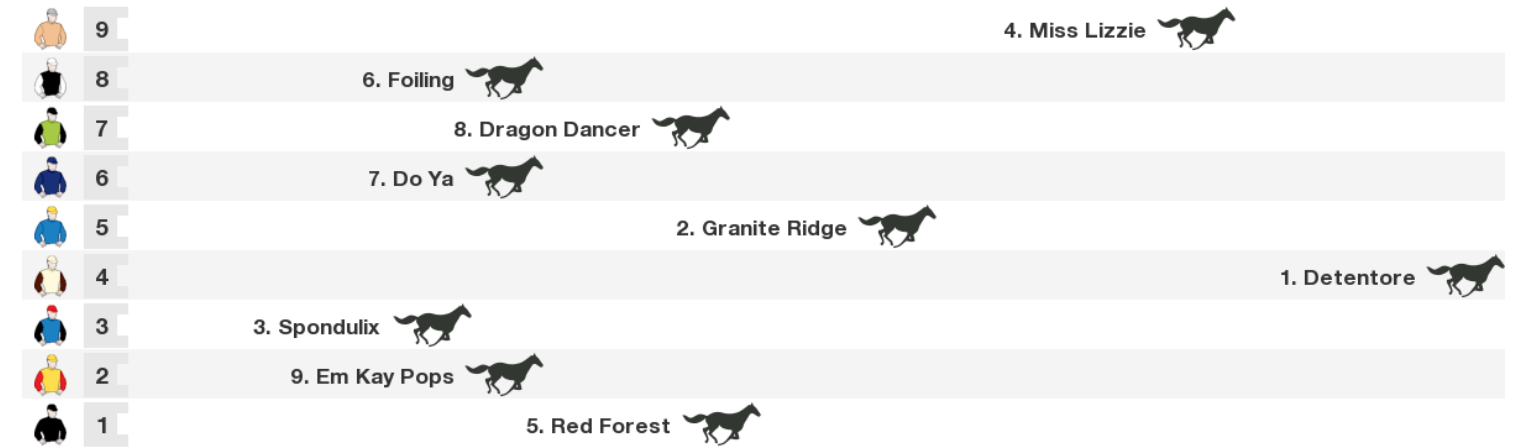 9 4. Miss Lizzie
8 6. Foiling
7 8. Dragon Dancer
6 7. Do Ya
5 2. Granite Ridge
4 1. Detentore
3 3. Spondulix
2 9. Em Kay Pops
1 5. Red Forest